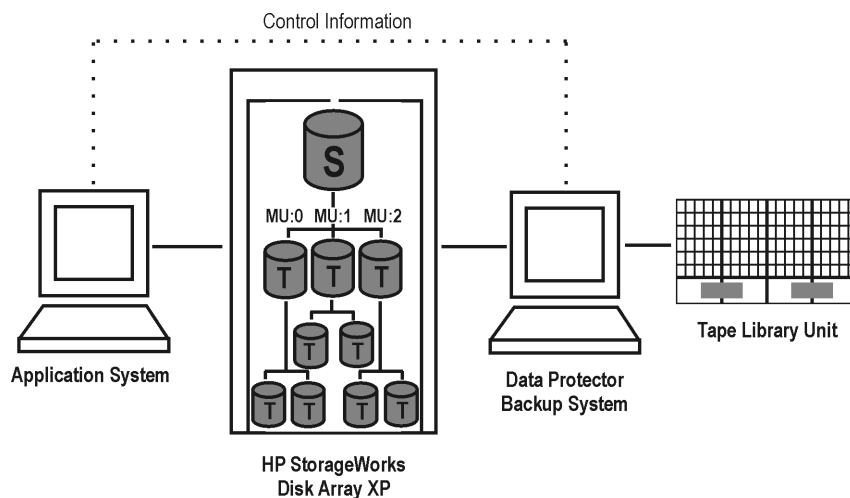 Control Information
S
MU:0 MU:1 MU:2
T T T
T T
T T T T
Application System
Data Protector
Backup System
Tape Library Unit
HP StorageWorks
Disk Array XP